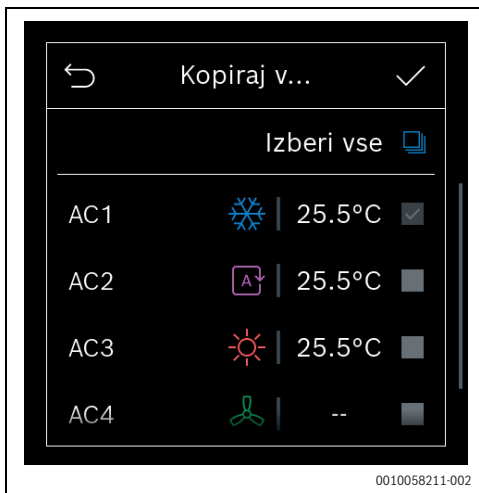 Kopiraj v...
Izberi vse
AC1 25.5°C
AC2 A 25.5°C
AC3 25.5°C
AC4 --
0010058211-002